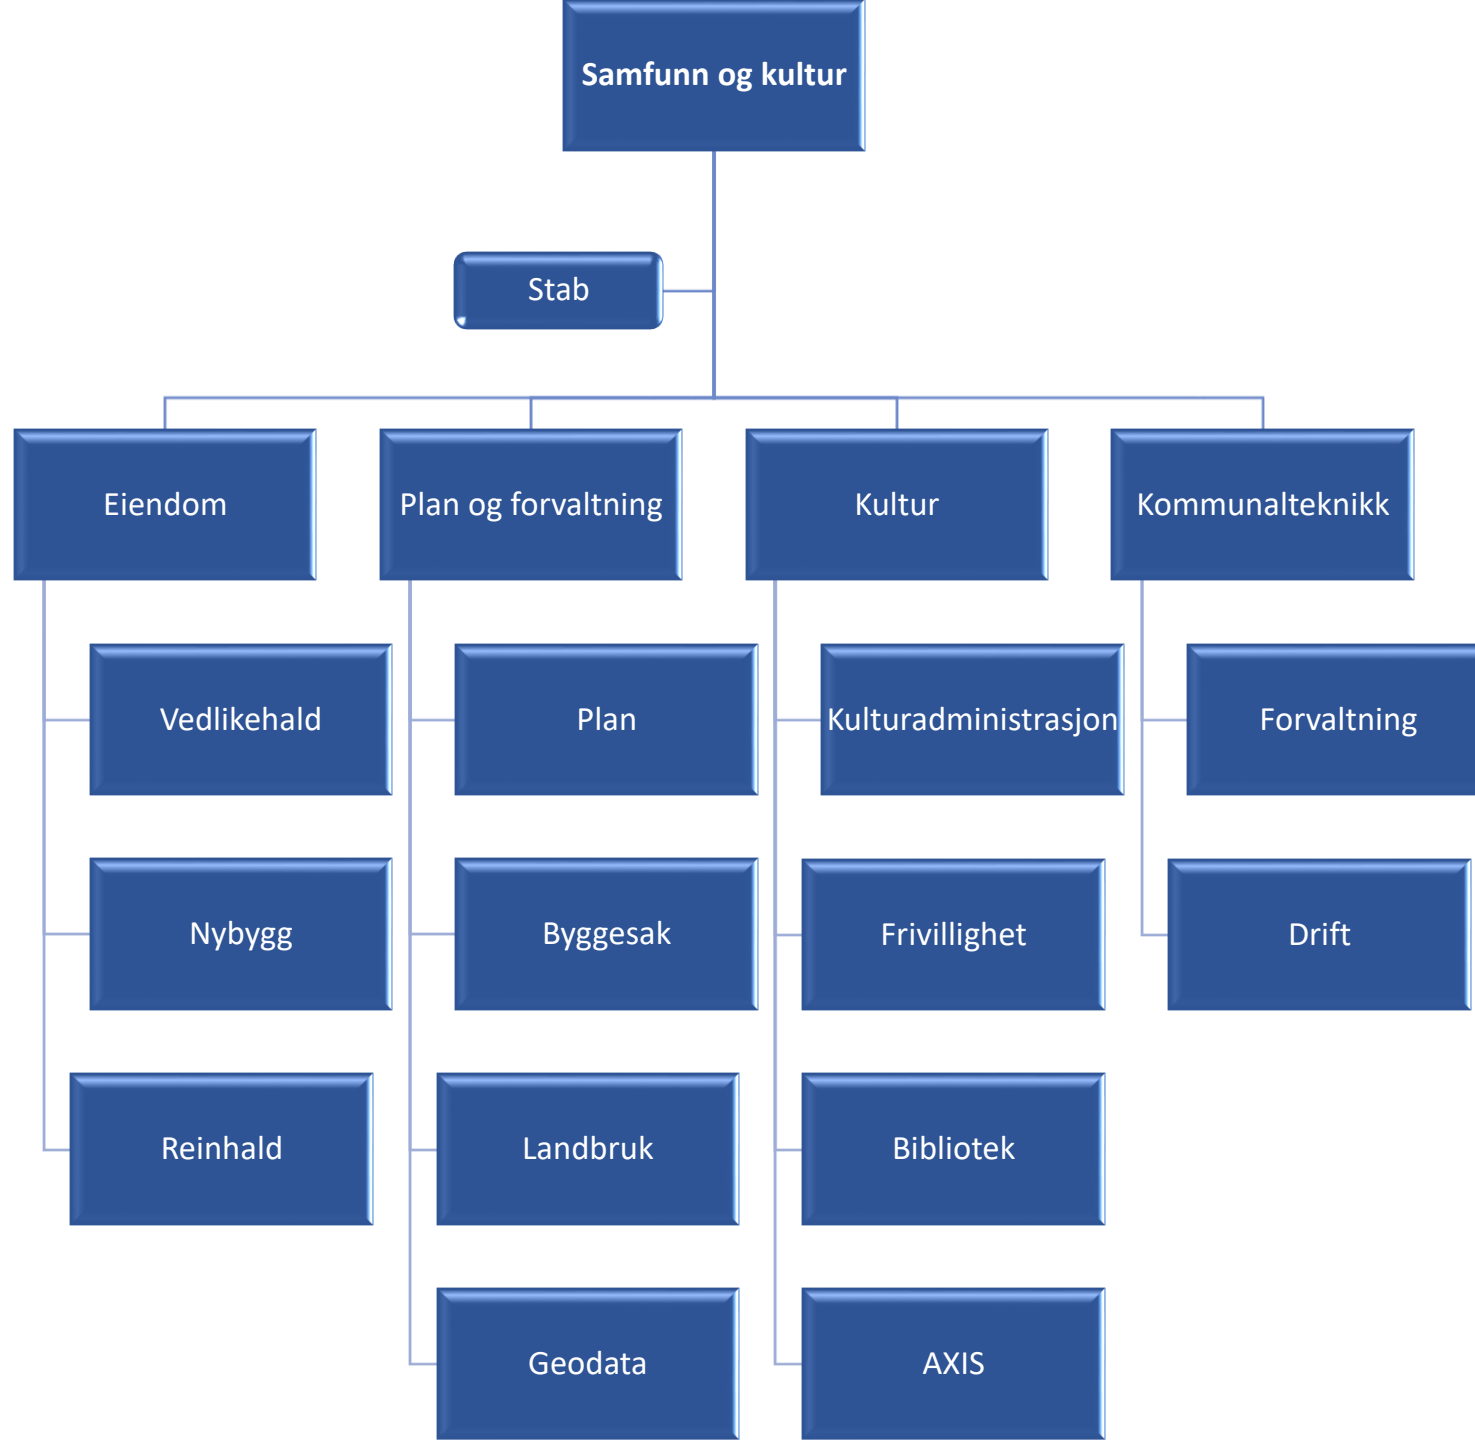 Samfunn og kultur
Stab
Eiendom
Plan og forvaltning
Kultur
Kommunalteknikk
Vedlikehald
Plan
Kulturadministrasjon
Forvaltning
Nybygg
Byggesak
Frivillighet
Drift
Reinhald
Landbruk
Bibliotek
Geodata
AXIS